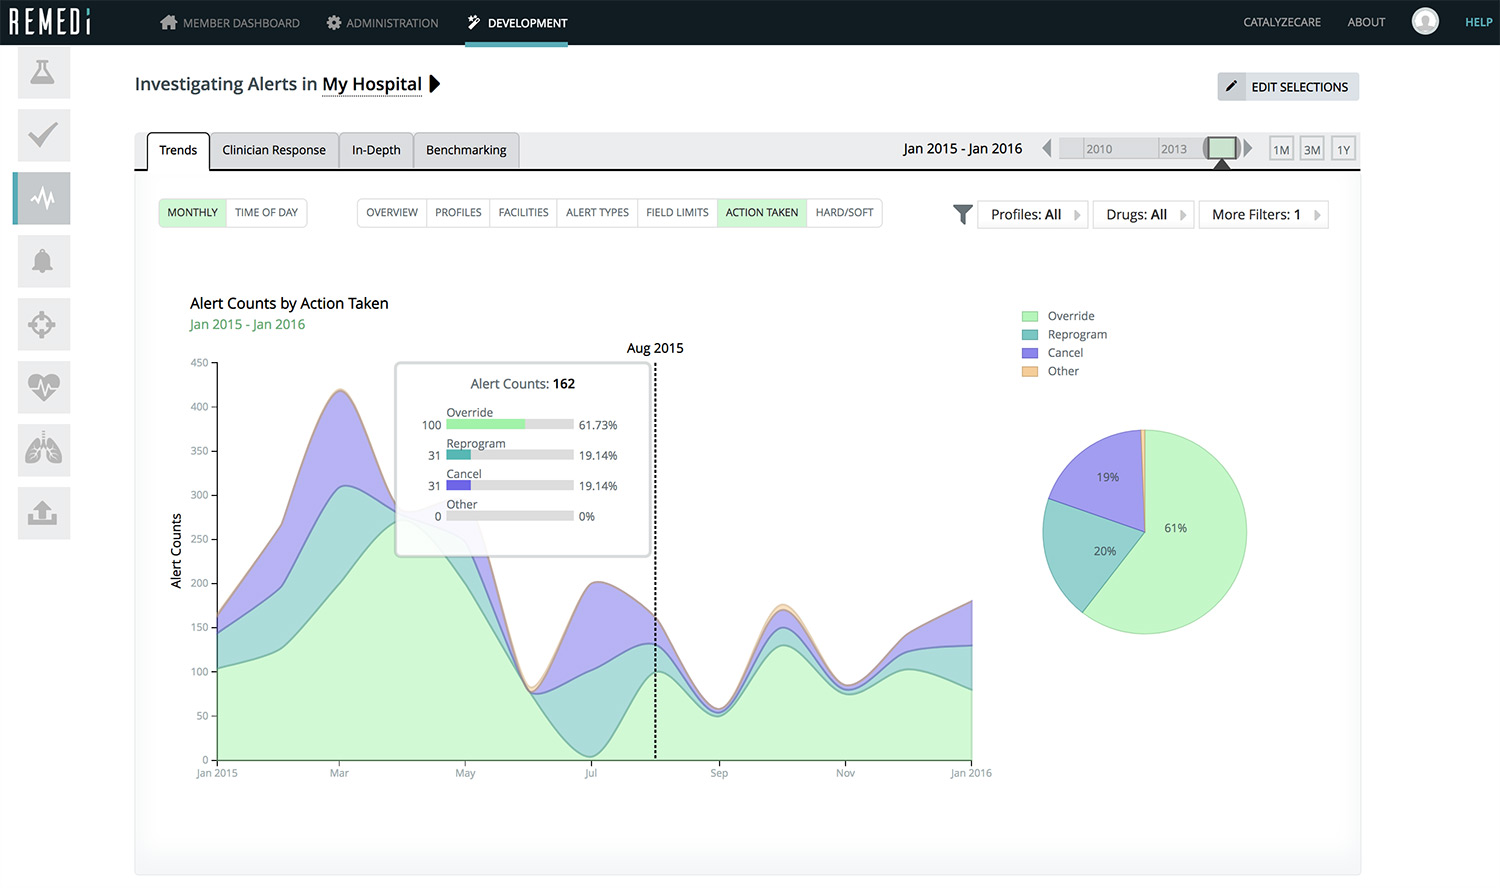 REMEDi
MEMBER DASHBOARD
ADMINISTRATION
DEVELOPMENT
CATALYZECARE
ABOUT
HELP
Investigating Alerts in My Hospital
EDIT SELECTIONS
Trends
Clinician Response
In-Depth
Benchmarking
Jan 2015 - Jan 2016
2010
2013
1M
3M
1Y
MONTHLY
TIME OF DAY
OVERVIEW
PROFILES
FACILITIES
ALERT TYPES
FIELD LIMITS
ACTION TAKEN
HARD/SOFT
Profiles: All
Drugs: All
More Filters: 1
Alert Counts by Action Taken
Jan 2015 - Jan 2016
Aug 2015
Alert Counts: 162
Override
100 61.73%
Reprogram
31 19.14%
Cancel
31 19.14%
Other
0 0%
Alert Counts
450
400
350
300
250
200
150
100
50
0
Jan 2015
Mar
May
Jul
Sep
Nov
Jan 2016
Override
Reprogram
Cancel
Other
19%
61%
20%